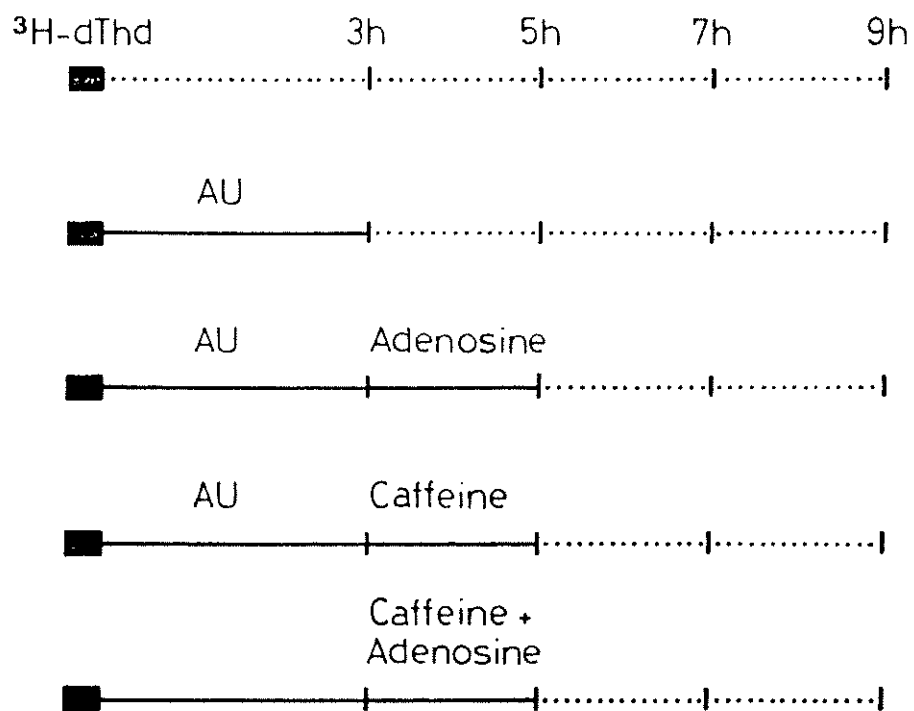 ³H-dThd 3h 5h 7h 9h
AU
AU Adenosine
AU Caffeine
Caffeine +
Adenosine